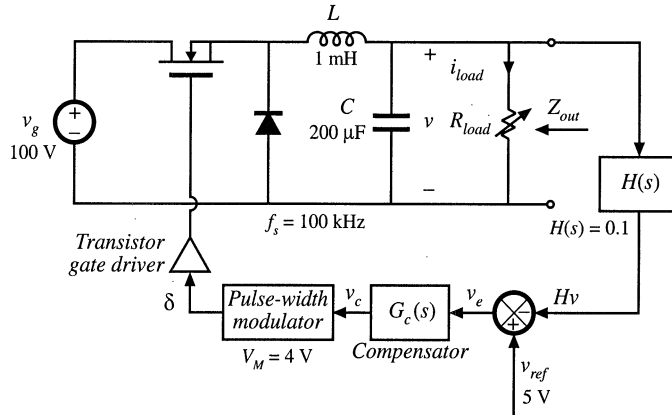 L
1 mH
+
i_load
v_g
+
−
100 V
C
200 μF
v
R_load
Z_out
−
H(s)
f_s = 100 kHz
H(s) = 0.1
Transistor
gate driver
δ
Pulse-width
modulator
v_c
G_c(s)
v_e
Hv
−
+
V_M = 4 V
Compensator
v_ref
5 V